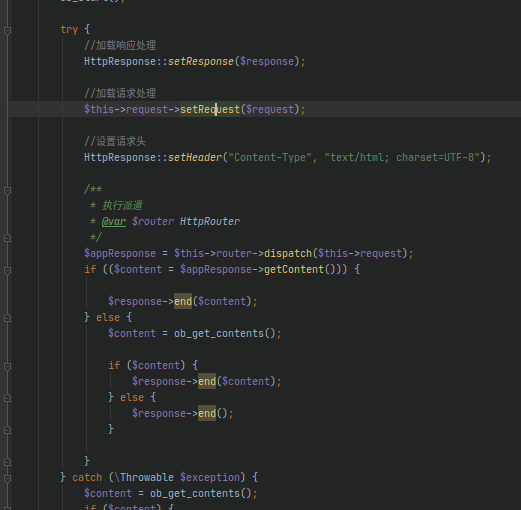 ob_start();
try {
//加载响应处理
HttpResponse::setResponse($response);
//加载请求处理
$this->request->setRequest($request);
//设置请求头
HttpResponse::setHeader("Content-Type", "text/html; charset=UTF-8");
/**
* 执行派遣
* @var $router HttpRouter
*/
$appResponse = $this->router->dispatch($this->request);
if (($content = $appResponse->getContent())) {
$response->end($content);
} else {
$content = ob_get_contents();
if ($content) {
$response->end($content);
} else {
$response->end();
}
}
} catch (\Throwable $exception) {
$content = ob_get_contents();
if ($content) {